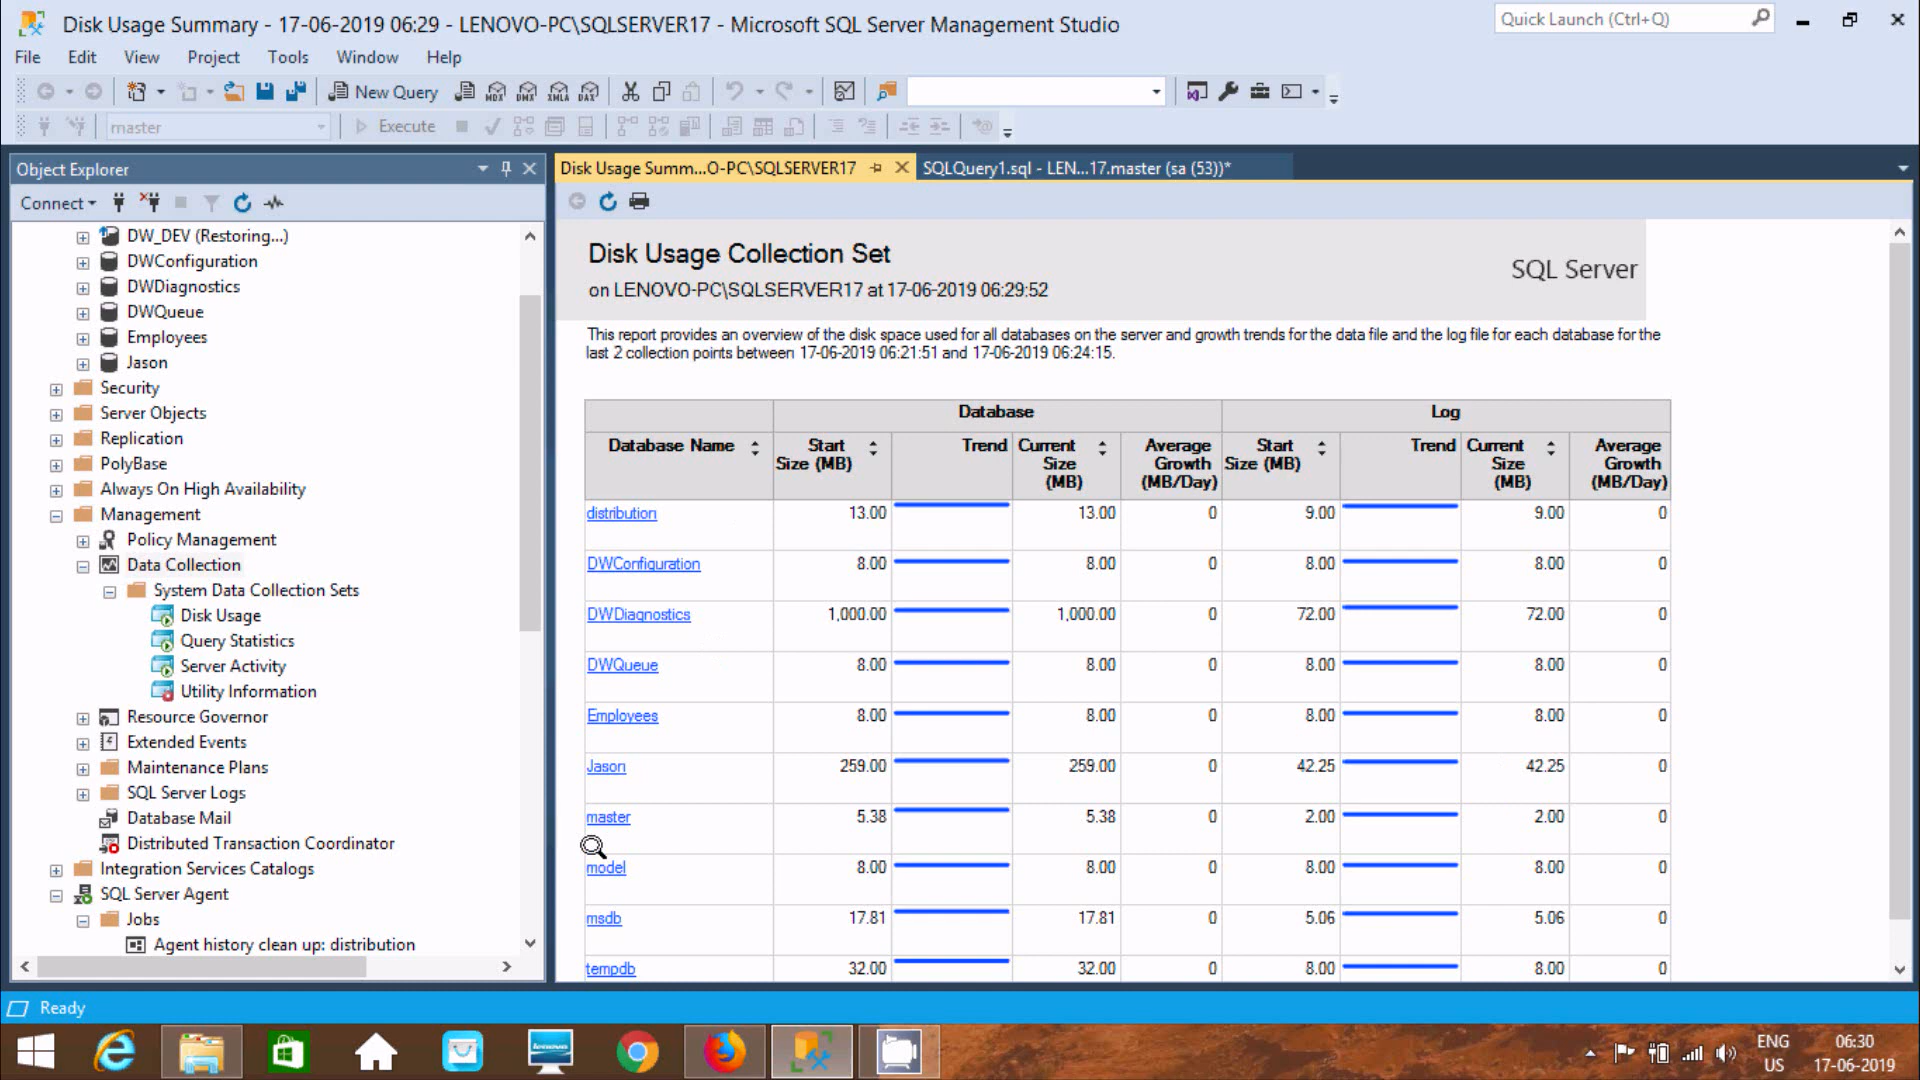 Disk Usage Summary - 17-06-2019 06:29 - LENOVO-PC\SQLSERVER17 - Microsoft SQL Server Management Studio
Quick Launch (Ctrl+Q)
File Edit View Project Tools Window Help
New Query
MDX DMX XMLA DAX
master
Execute
Object Explorer
Disk Usage Summ...O-PC\SQLSERVER17
SQLQuery1.sql - LEN...17.master (sa (53))*
Connect
DW_DEV (Restoring...)
DWConfiguration
DWDiagnostics
DWQueue
Employees
Jason
Security
Server Objects
Replication
PolyBase
Always On High Availability
Management
Policy Management
Data Collection
System Data Collection Sets
Disk Usage
Query Statistics
Server Activity
Utility Information
Resource Governor
Extended Events
Maintenance Plans
SQL Server Logs
Database Mail
Distributed Transaction Coordinator
Integration Services Catalogs
SQL Server Agent
Jobs
Agent history clean up: distribution
Disk Usage Collection Set
SQL Server
on LENOVO-PC\SQLSERVER17 at 17-06-2019 06:29:52
This report provides an overview of the disk space used for all databases on the server and growth trends for the data file and the log file for each database for the
last 2 collection points between 17-06-2019 06:21:51 and 17-06-2019 06:24:15.
Database Log
Database Name Start Size (MB) Trend Current Size (MB) Average Growth (MB/Day) Start Size (MB) Trend Current Size (MB) Average Growth (MB/Day)
distribution 13.00 13.00 0 9.00 9.00 0
DWConfiguration 8.00 8.00 0 8.00 8.00 0
DWDiagnostics 1,000.00 1,000.00 0 72.00 72.00 0
DWQueue 8.00 8.00 0 8.00 8.00 0
Employees 8.00 8.00 0 8.00 8.00 0
Jason 259.00 259.00 0 42.25 42.25 0
master 5.38 5.38 0 2.00 2.00 0
model 8.00 8.00 0 8.00 8.00 0
msdb 17.81 17.81 0 5.06 5.06 0
tempdb 32.00 32.00 0 8.00 8.00 0
Ready
ENG
US
06:30
17-06-2019